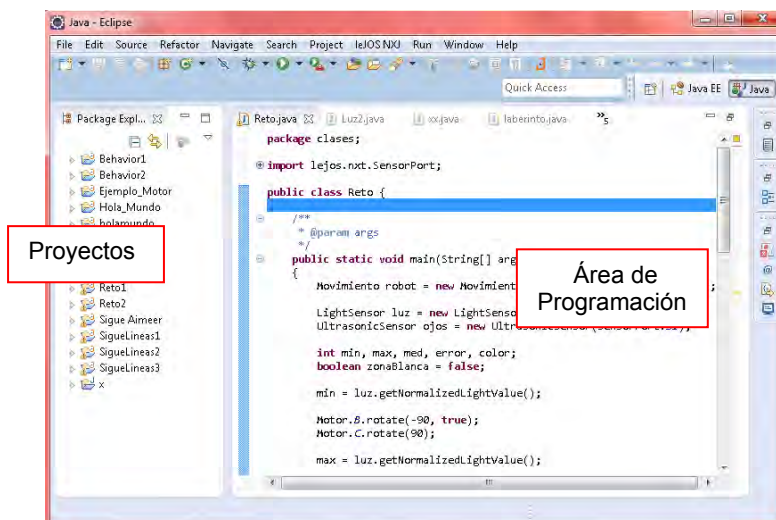 Java - Eclipse
File Edit Source Refactor Navigate Search Project leJOS NXJ Run Window Help
Quick Access
Java EE
Java
Package Expl...
Behavior1
Behavior2
Ejemplo_Motor
Hola_Mundo
holamundo
Proyectos
Reto1
Reto2
Sigue Aimeer
SigueLineas1
SigueLineas2
SigueLineas3
x
Reto.java Luz2.java xx.java laberinto.java »5
package clases;
import lejos.nxt.SensorPort;
public class Reto {
/**
* @param args
*/
public static void main(String[] arg
{
Movimiento robot = new Movimient ;
LightSensor luz = new LightSenso
UltrasonicSensor ojos = new
int min, max, med, error, color;
boolean zonaBlanca = false;
min = luz.getNormalizedLightValue();
Motor.B.rotate(-90, true);
Motor.C.rotate(90);
max = luz.getNormalizedLightValue();
Área de
Programación